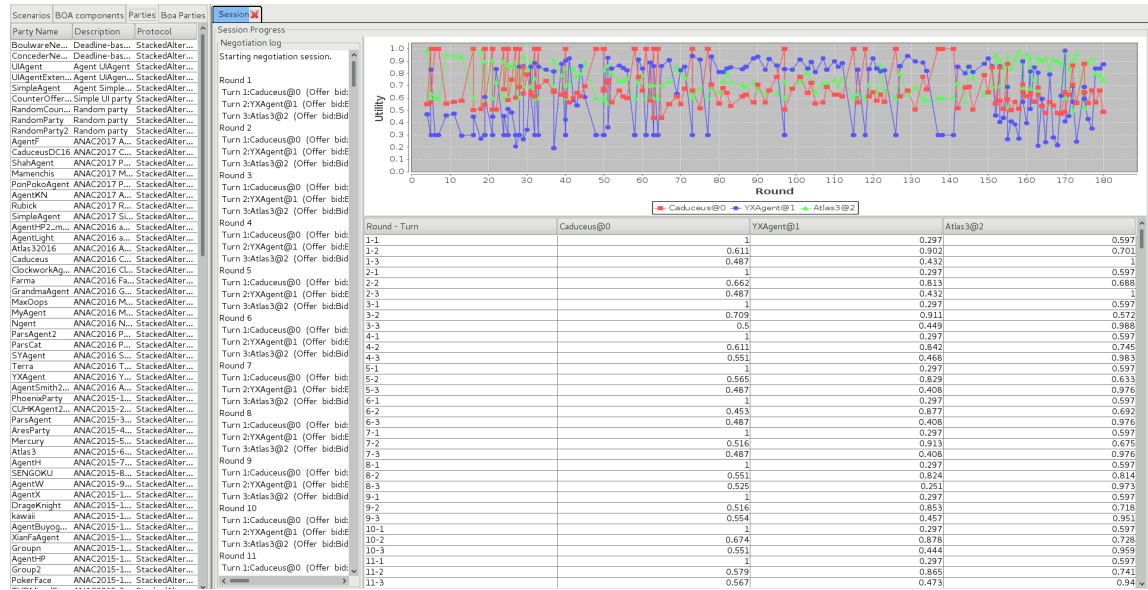 Scenarios BOA components Parties Boa Parties
Party Name Description Protocol
BoulwareNe... Deadline-bas... StackedAlter...
ConcederNe... Deadline-bas... StackedAlter...
UIAgent Agent UIAgent StackedAlter...
UIAgentExten... Agent UIAgen... StackedAlter...
SimpleAgent Agent Simple... StackedAlter...
CounterOffer... Simple UI party StackedAlter...
RandomCoun... Random party StackedAlter...
RandomParty Random party StackedAlter...
RandomParty2 Random party StackedAlter...
AgentF ANAC2017 A... StackedAlter...
CaduceusDC16 ANAC2017 C... StackedAlter...
ShahAgent ANAC2017 P... StackedAlter...
Mamenchis ANAC2017 M... StackedAlter...
PonPokoAgent ANAC2017 P... StackedAlter...
AgentKN ANAC2017 A... StackedAlter...
Rubick ANAC2017 R... StackedAlter...
SimpleAgent ANAC2017 Si... StackedAlter...
AgentHP2_m... ANAC2016 a... StackedAlter...
AgentLight ANAC2016 a... StackedAlter...
Atlas32016 ANAC2016 A... StackedAlter...
Caduceus ANAC2016 C... StackedAlter...
ClockworkAg... ANAC2016 Cl... StackedAlter...
Farma ANAC2016 Fa... StackedAlter...
GrandmaAgent ANAC2016 G... StackedAlter...
MaxOops ANAC2016 M... StackedAlter...
MyAgent ANAC2016 M... StackedAlter...
Ngent ANAC2016 N... StackedAlter...
ParsAgent2 ANAC2016 P... StackedAlter...
ParsCat ANAC2016 P... StackedAlter...
SYAgent ANAC2016 S... StackedAlter...
Terra ANAC2016 T... StackedAlter...
YXAgent ANAC2016 Y... StackedAlter...
AgentSmith2... ANAC2016 A... StackedAlter...
PhoenixParty ANAC2015-1... StackedAlter...
CUHKAgent2... ANAC2015-2... StackedAlter...
ParsAgent ANAC2015-3... StackedAlter...
AresParty ANAC2015-4... StackedAlter...
Mercury ANAC2015-5... StackedAlter...
Atlas3 ANAC2015-6... StackedAlter...
AgentH ANAC2015-7... StackedAlter...
SENGOKU ANAC2015-8... StackedAlter...
AgentW ANAC2015-9... StackedAlter...
AgentX ANAC2015-1... StackedAlter...
DrageKnight ANAC2015-1... StackedAlter...
kawaii ANAC2015-1... StackedAlter...
AgentBuyog... ANAC2015-1... StackedAlter...
XianFaAgent ANAC2015-1... StackedAlter...
Groupn ANAC2015-1... StackedAlter...
AgentHP ANAC2015-1... StackedAlter...
Group2 ANAC2015-1... StackedAlter...
PokerFace ANAC2015-1... StackedAlter...
Session
Session Progress
Negotiation log
Starting negotiation session.
Round 1
Turn 1:Caduceus@0 (Offer bid:
Turn 2:YXAgent@1 (Offer bid:B
Turn 3:Atlas3@2 (Offer bid:Bid
Round 2
Turn 1:Caduceus@0 (Offer bid:
Turn 2:YXAgent@1 (Offer bid:B
Turn 3:Atlas3@2 (Offer bid:Bid
Round 3
Turn 1:Caduceus@0 (Offer bid:
Turn 2:YXAgent@1 (Offer bid:B
Turn 3:Atlas3@2 (Offer bid:Bid
Round 4
Turn 1:Caduceus@0 (Offer bid:
Turn 2:YXAgent@1 (Offer bid:B
Turn 3:Atlas3@2 (Offer bid:Bid
Round 5
Turn 1:Caduceus@0 (Offer bid:
Turn 2:YXAgent@1 (Offer bid:B
Turn 3:Atlas3@2 (Offer bid:Bid
Round 6
Turn 1:Caduceus@0 (Offer bid:
Turn 2:YXAgent@1 (Offer bid:B
Turn 3:Atlas3@2 (Offer bid:Bid
Round 7
Turn 1:Caduceus@0 (Offer bid:
Turn 2:YXAgent@1 (Offer bid:B
Turn 3:Atlas3@2 (Offer bid:Bid
Round 8
Turn 1:Caduceus@0 (Offer bid:
Turn 2:YXAgent@1 (Offer bid:B
Turn 3:Atlas3@2 (Offer bid:Bid
Round 9
Turn 1:Caduceus@0 (Offer bid:
Turn 2:YXAgent@1 (Offer bid:B
Turn 3:Atlas3@2 (Offer bid:Bid
Round 10
Turn 1:Caduceus@0 (Offer bid:
Turn 2:YXAgent@1 (Offer bid:B
Turn 3:Atlas3@2 (Offer bid:Bid
Round 11
Turn 1:Caduceus@0 (Offer bid:
Utility
1.0
0.9
0.8
0.7
0.6
0.5
0.4
0.3
0.2
0.1
0.0
0 10 20 30 40 50 60 70 80 90 100 110 120 130 140 150 160 170 180
Round
Caduceus@0 YXAgent@1 Atlas3@2
Round - Turn Caduceus@0 YXAgent@1 Atlas3@2
1-1 1 0.297 0.597
1-2 0.611 0.902 0.701
1-3 0.487 0.432 1
2-1 1 0.297 0.597
2-2 0.662 0.813 0.688
2-3 0.487 0.432 1
3-1 1 0.297 0.597
3-2 0.709 0.911 0.572
3-3 0.5 0.449 0.988
4-1 1 0.297 0.597
4-2 0.611 0.842 0.745
4-3 0.551 0.468 0.983
5-1 1 0.297 0.597
5-2 0.565 0.829 0.633
5-3 0.487 0.408 0.976
6-1 1 0.297 0.597
6-2 0.453 0.877 0.692
6-3 0.487 0.408 0.976
7-1 1 0.297 0.597
7-2 0.516 0.913 0.675
7-3 0.487 0.408 0.976
8-1 1 0.297 0.597
8-2 0.551 0.824 0.814
8-3 0.525 0.251 0.973
9-1 1 0.297 0.597
9-2 0.516 0.853 0.718
9-3 0.554 0.457 0.951
10-1 1 0.297 0.597
10-2 0.674 0.878 0.728
10-3 0.551 0.444 0.959
11-1 1 0.297 0.597
11-2 0.579 0.865 0.741
11-3 0.567 0.473 0.94